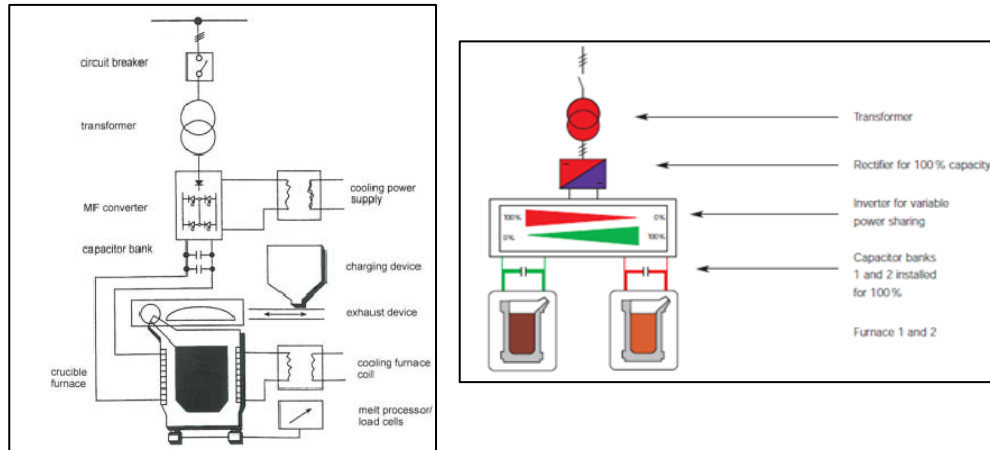 circuit breaker
transformer
MF converter
cooling power
supply
capacitor bank
charging device
exhaust device
crucible
furnace
cooling furnace
coil
melt processor/
load cells
Transformer
Rectifier for 100% capacity
Inverter for variable
power sharing
100%
0%
0%
100%
Capacitor banks
1 and 2 installed
for 100%
Furnace 1 and 2